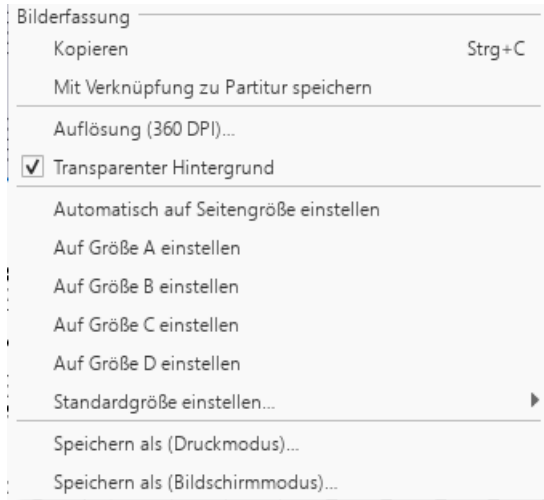 Bilderfassung
Kopieren Strg+C
Mit Verknüpfung zu Partitur speichern
Auflösung (360 DPI)...
Transparenter Hintergrund
Automatisch auf Seitengröße einstellen
Auf Größe A einstellen
Auf Größe B einstellen
Auf Größe C einstellen
Auf Größe D einstellen
Standardgröße einstellen...
Speichern als (Druckmodus)...
Speichern als (Bildschirmmodus)...